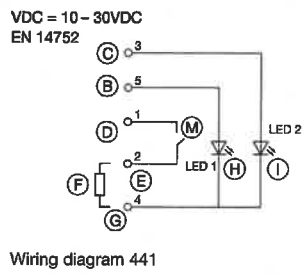 VDC = 10 – 30VDC
EN 14752
C 3
B 5
D 1 M
LED 2
F 2 E LED 1 H I
G 4
Wiring diagram 441